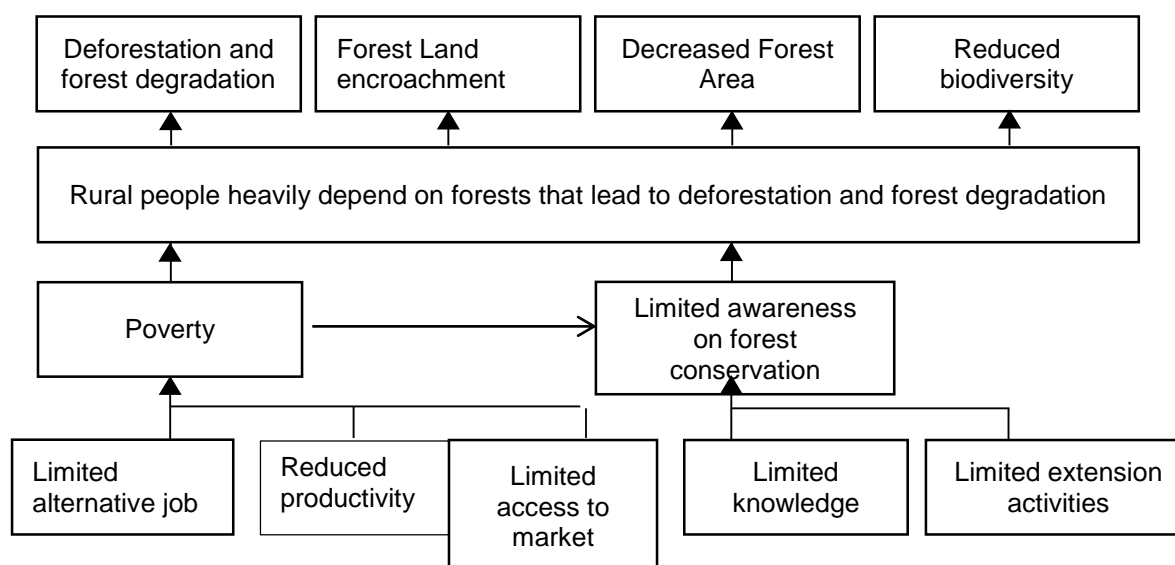 Deforestation and
forest degradation
Forest Land
encroachment
Decreased Forest
Area
Reduced
biodiversity
Rural people heavily depend on forests that lead to deforestation and forest degradation
Poverty
Limited awareness
on forest
conservation
Limited
alternative job
Reduced
productivity
Limited
access to
market
Limited
knowledge
Limited extension
activities